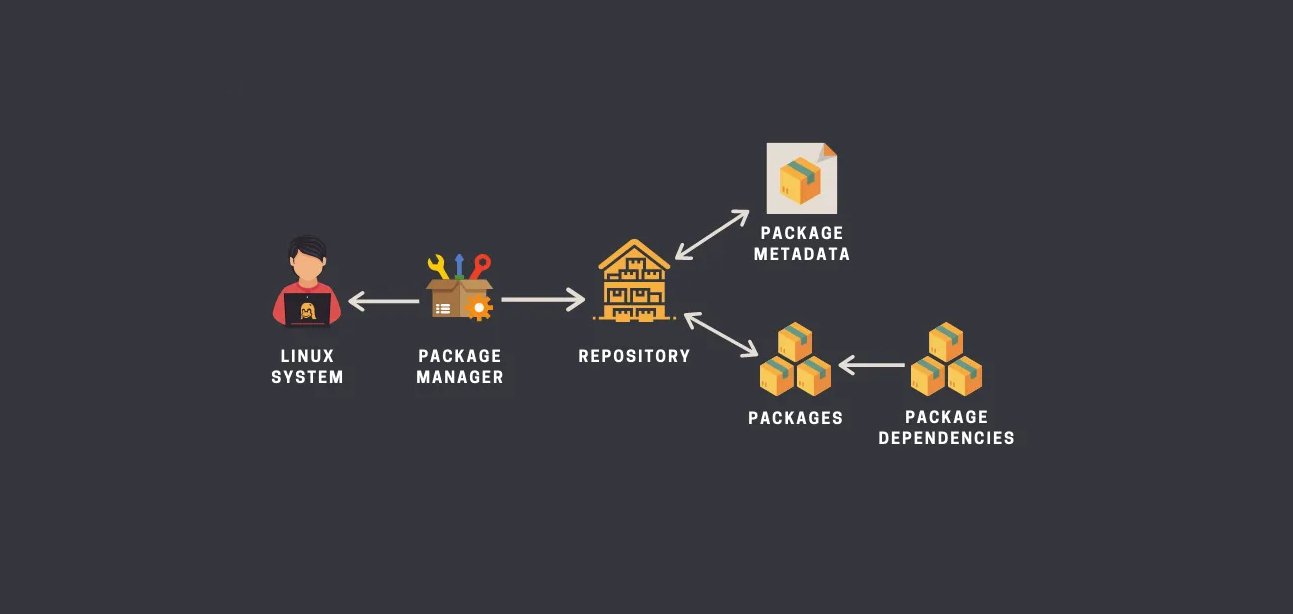 LINUX
SYSTEM
PACKAGE
MANAGER
REPOSITORY
PACKAGE
METADATA
PACKAGES
PACKAGE
DEPENDENCIES